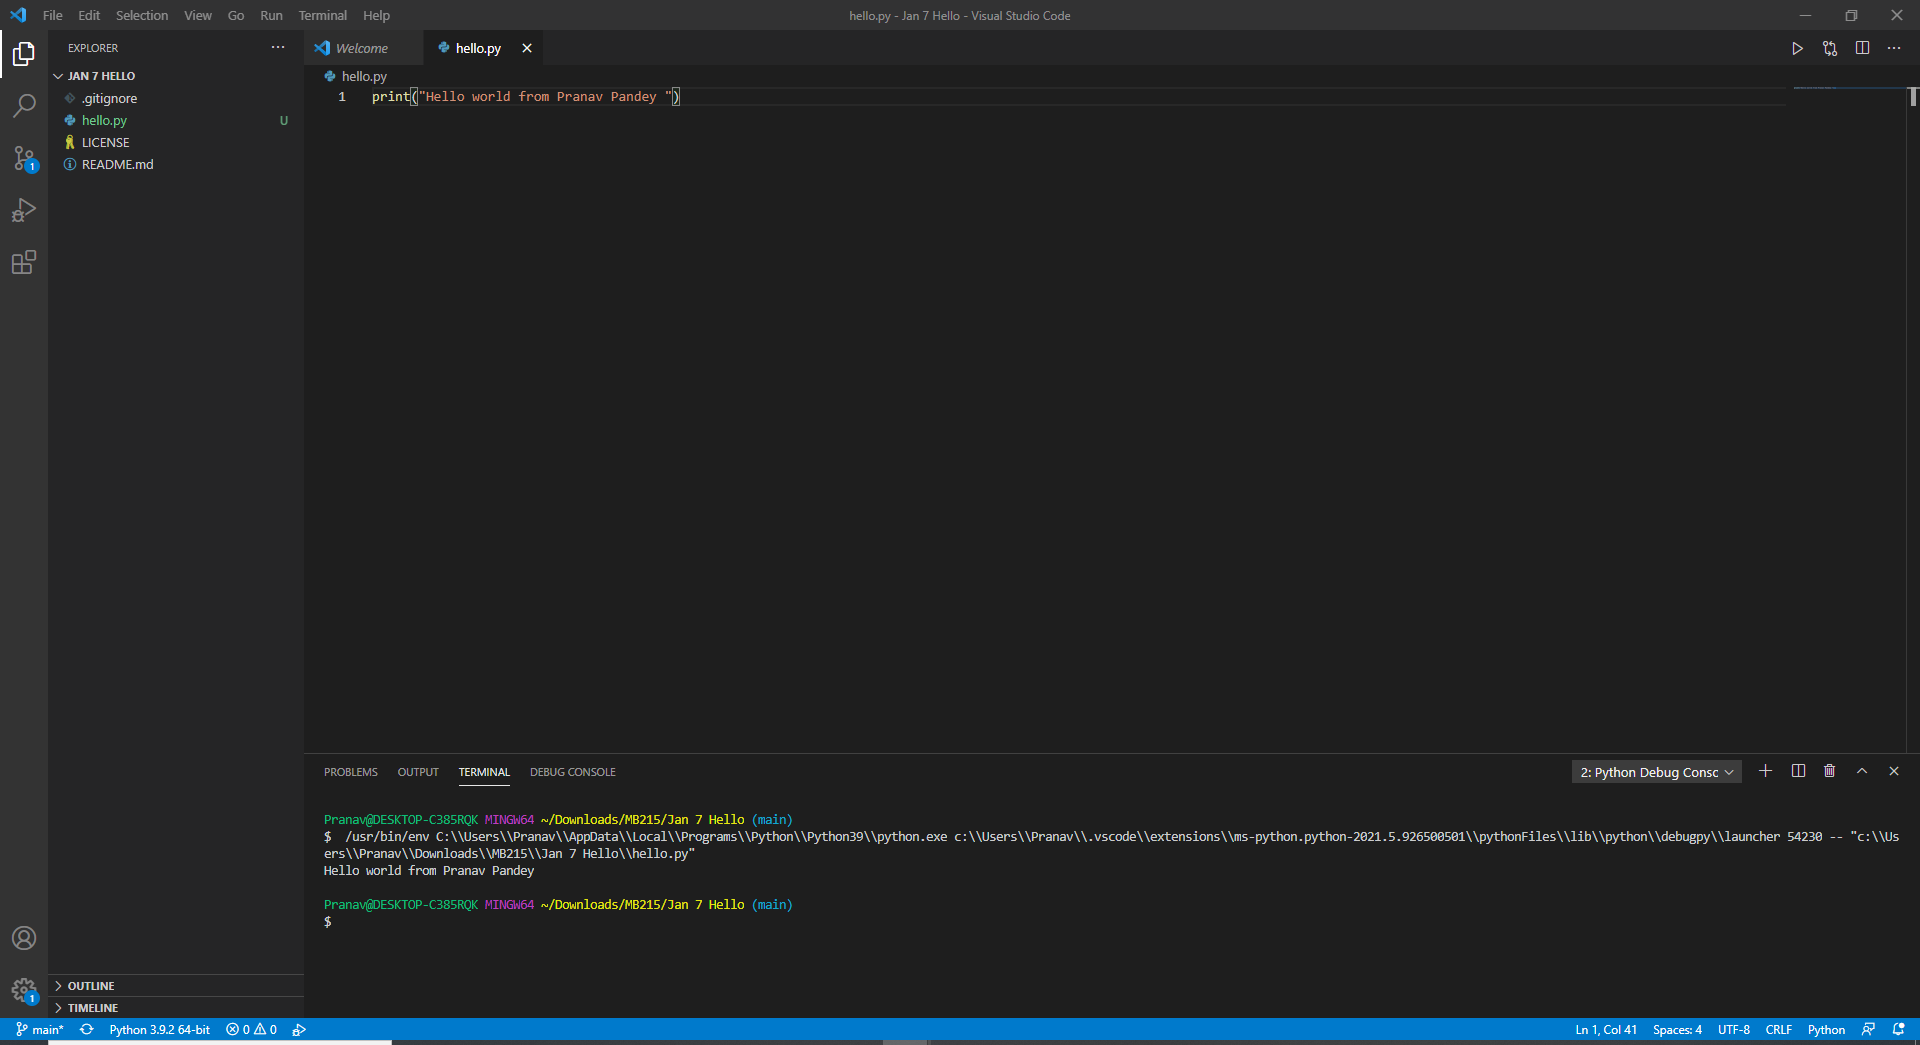 File Edit Selection View Go Run Terminal Help
hello.py - Jan 7 Hello - Visual Studio Code
EXPLORER
JAN 7 HELLO
.gitignore
hello.py U
LICENSE
README.md
OUTLINE
TIMELINE
Welcome hello.py
hello.py
1 print("Hello world from Pranav Pandey ")
PROBLEMS OUTPUT TERMINAL DEBUG CONSOLE
2: Python Debug Consc
Pranav@DESKTOP-C385RQK MINGW64 ~/Downloads/MB215/Jan 7 Hello (main)
$  /usr/bin/env C:\\Users\\Pranav\\AppData\\Local\\Programs\\Python\\Python39\\python.exe c:\\Users\\Pranav\\.vscode\\extensions\\ms-python.python-2021.5.926500501\\pythonFiles\\lib\\python\\debugpy\\launcher 54230 -- "c:\\Us
ers\\Pranav\\Downloads\\MB215\\Jan 7 Hello\\hello.py"
Hello world from Pranav Pandey
Pranav@DESKTOP-C385RQK MINGW64 ~/Downloads/MB215/Jan 7 Hello (main)
$
1
1
main* Python 3.9.2 64-bit 0 0 Ln 1, Col 41 Spaces: 4 UTF-8 CRLF Python